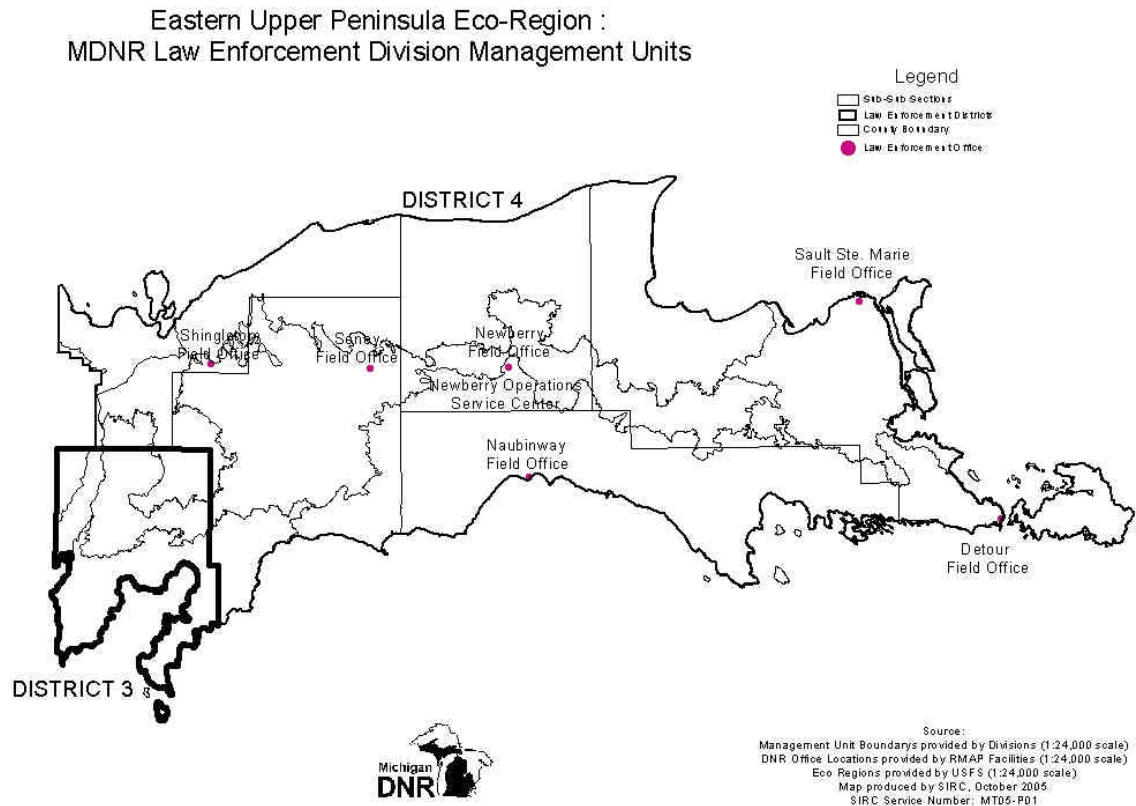 Eastern Upper Peninsula Eco-Region :
MDNR Law Enforcement Division Management Units
Legend
Sub-Sub Sections
Law Enforcement Districts
County Boundary
Law Enforcement Office
DISTRICT 4
Sault Ste. Marie
Field Office
Shingleton
Field Office
Seney
Field Office
Newberry
Field Office
Newberry Operations
Service Center
Naubinway
Field Office
Detour
Field Office
DISTRICT 3
Michigan
DNR
Source:
Management Unit Boundarys provided by Divisions (1:24,000 scale)
DNR Office Locations provided by RMAP Facilities (1:24,000 scale)
Eco Regions provided by USFS (1:24,000 scale)
Map produced by SIRC, October 2005
SIRC Service Number: MT05-P01